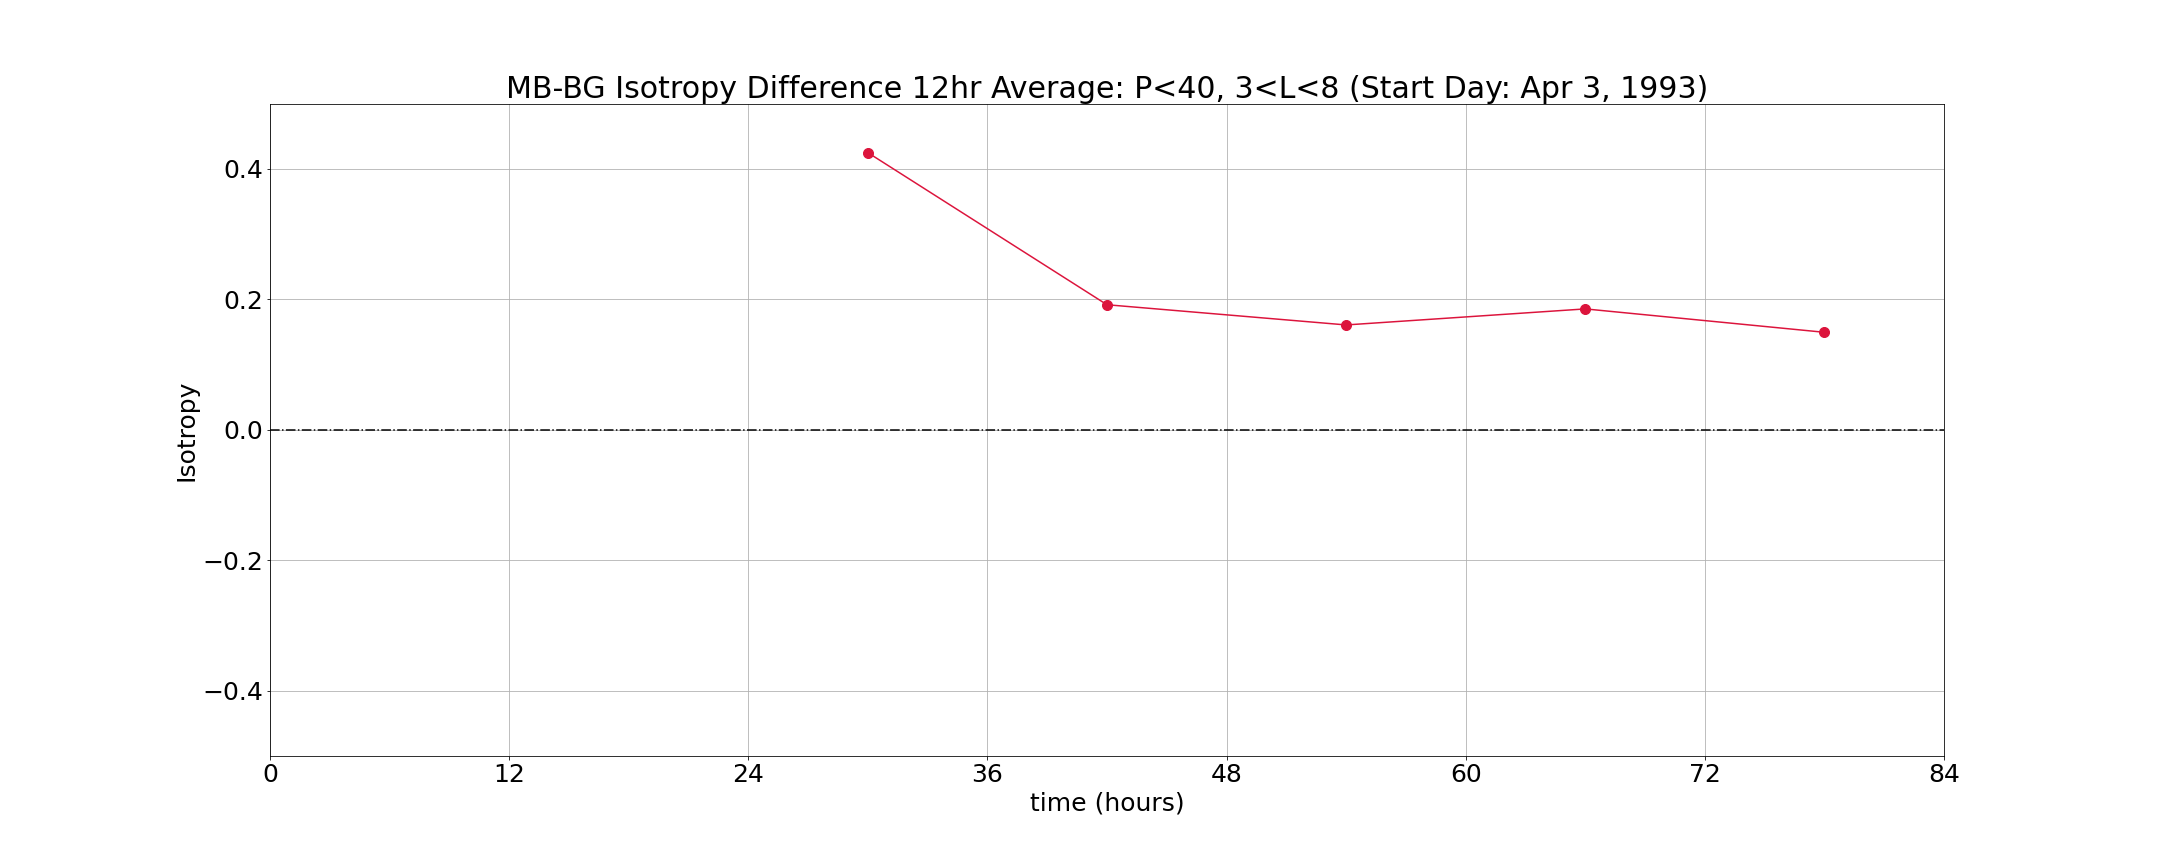 MB-BG Isotropy Difference 12hr Average: P<40, 3<L<8 (Start Day: Apr 3, 1993)
0.4
0.2
0.0
−0.2
−0.4
Isotropy
0 12 24 36 48 60 72 84
time (hours)